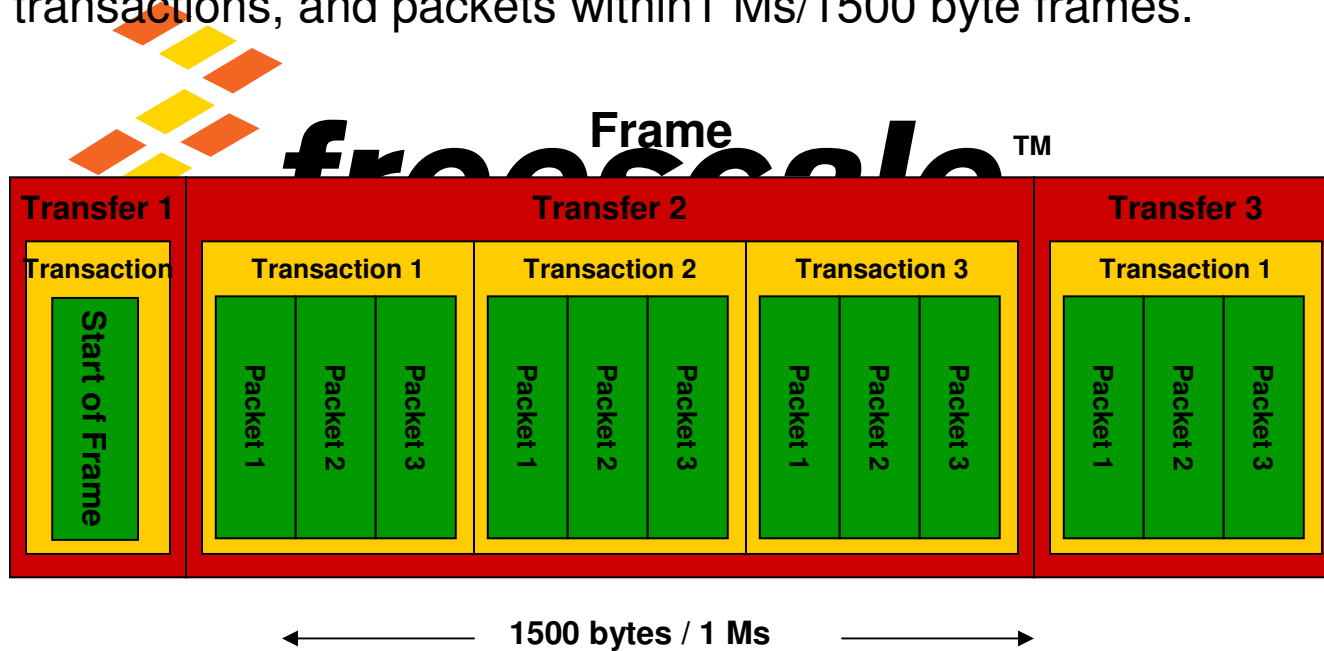 transactions, and packets within1 Ms/1500 byte frames.
Frame
freescale TM
Transfer 1
Transfer 2
Transfer 3
Transaction
Transaction 1
Transaction 2
Transaction 3
Transaction 1
Start of Frame
Packet 1
Packet 2
Packet 3
Packet 1
Packet 2
Packet 3
Packet 1
Packet 2
Packet 3
Packet 1
Packet 2
Packet 3
1500 bytes / 1 Ms